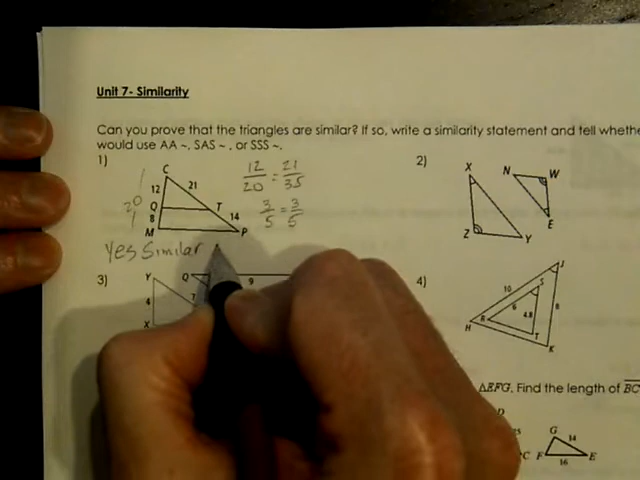 Unit 7- Similarity
Can you prove that the triangles are similar? If so, write a similarity statement and tell
would use AA ~, SAS ~ , or SSS ~.
1)
C
12
21
20
Q
T
8
14
M
P
12/20 = 21/35
3/5 = 3/5
Yes Similar
2)
X
N
W
Z
Y
E
3)
Y
Q
9
4
7
X
4)
J
10
S
6
4.8
8
H
R
T
K
△EFG. Find the length of BC
D
G
14
F
E
16